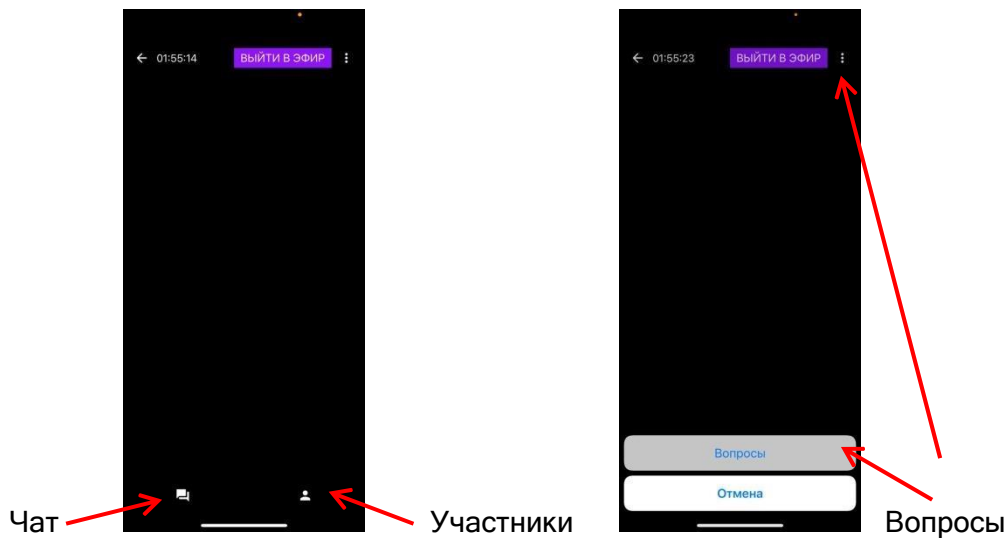 01:55:14 ВЫЙТИ В ЭФИР
Чат
Участники
01:55:23 ВЫЙТИ В ЭФИР
Вопросы
Отмена
Вопросы